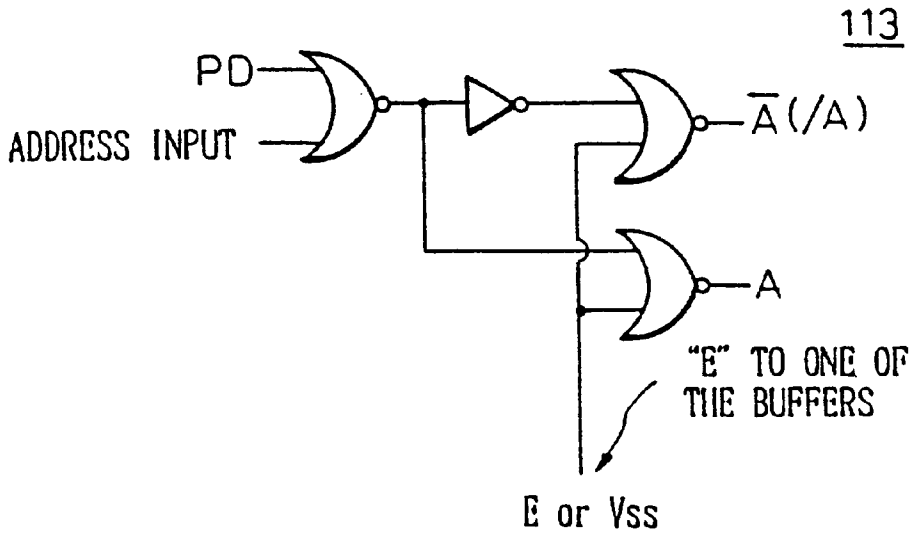 113
PD
ADDRESS INPUT
A̅(/A)
A
"E" TO ONE OF
THE BUFFERS
E or Vss